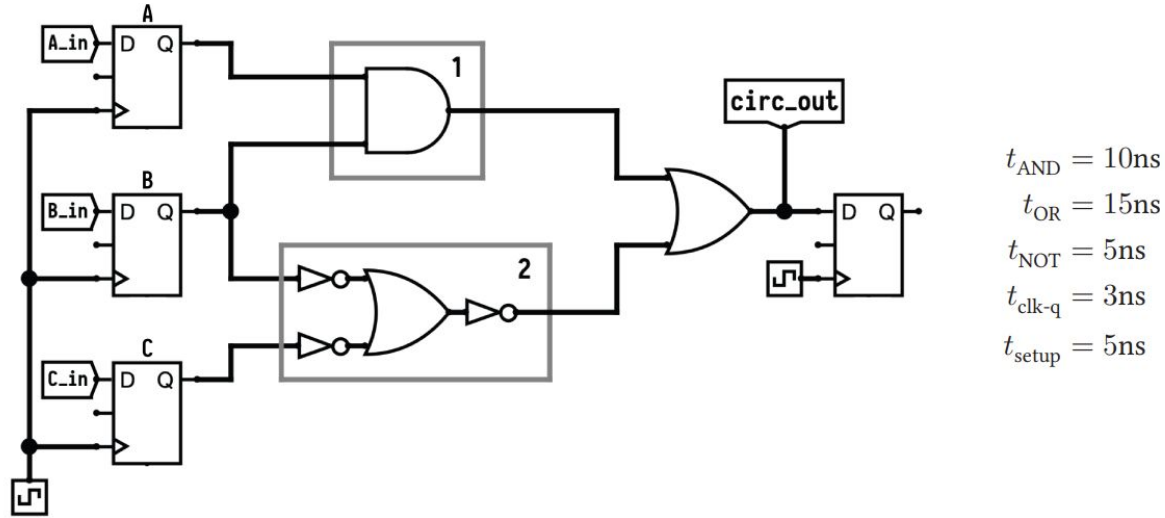 A
A_in
D Q
1
circ_out
B
B_in
D Q
D Q
2
C
C_in
D Q
t_AND = 10ns
t_OR = 15ns
t_NOT = 5ns
t_clk-q = 3ns
t_setup = 5ns